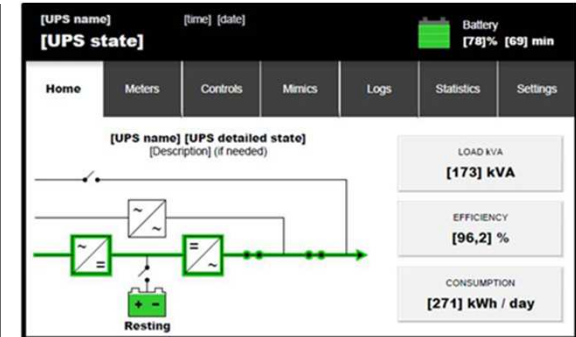 [UPS name] [time] [date]
[UPS state]
Battery
[78]% [69] min
Home Meters Controls Mimics Logs Statistics Settings
[UPS name] [UPS detailed state]
[Description] (if needed)
LOAD kVA
[173] kVA
EFFICIENCY
[96,2] %
CONSUMPTION
[271] kWh / day
~ ~
~ =
= ~
+ -
Resting